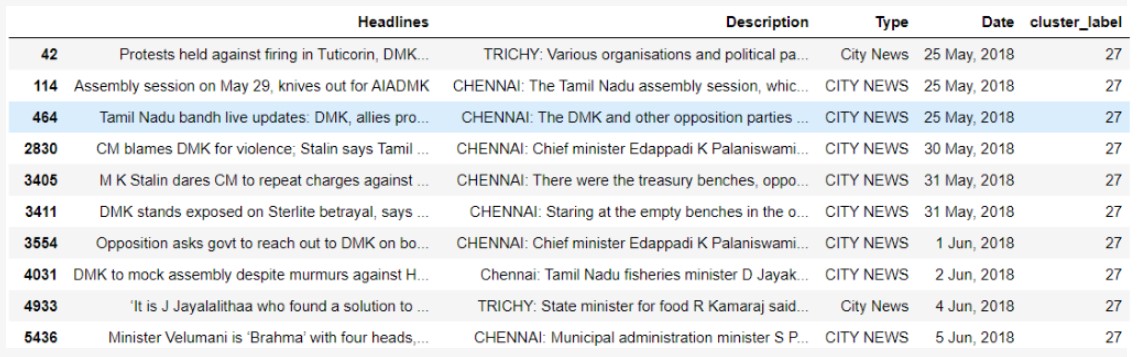 Headlines Description Type Date cluster_label
42 Protests held against firing in Tuticorin, DMK... TRICHY: Various organisations and political pa... City News 25 May, 2018 27
114 Assembly session on May 29, knives out for AIADMK CHENNAI: The Tamil Nadu assembly session, whic... CITY NEWS 25 May, 2018 27
464 Tamil Nadu bandh live updates: DMK, allies pro... CHENNAI: The DMK and other opposition parties ... CITY NEWS 25 May, 2018 27
2830 CM blames DMK for violence; Stalin says Tamil ... CHENNAI: Chief minister Edappadi K Palaniswami... CITY NEWS 30 May, 2018 27
3405 M K Stalin dares CM to repeat charges against ... CHENNAI: There were the treasury benches, oppo... CITY NEWS 31 May, 2018 27
3411 DMK stands exposed on Sterlite betrayal, says ... CHENNAI: Staring at the empty benches in the o... CITY NEWS 31 May, 2018 27
3554 Opposition asks govt to reach out to DMK on bo... CHENNAI: Chief minister Edappadi K Palaniswami... CITY NEWS 1 Jun, 2018 27
4031 DMK to mock assembly despite murmurs against H... Chennai: Tamil Nadu fisheries minister D Jayak... CITY NEWS 2 Jun, 2018 27
4933 ‘It is J Jayalalithaa who found a solution to ... TRICHY: State minister for food R Kamaraj said... City News 4 Jun, 2018 27
5436 Minister Velumani is ‘Brahma’ with four heads,... CHENNAI: Municipal administration minister S P... CITY NEWS 5 Jun, 2018 27